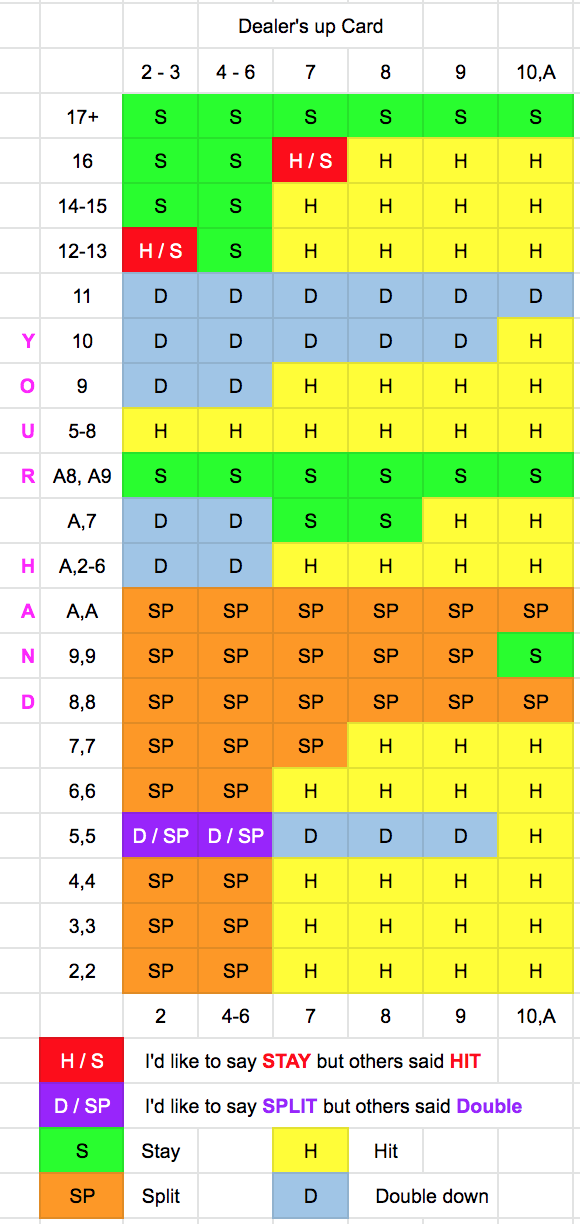 Dealer's up Card
2 - 3 4 - 6 7 8 9 10,A
17+ S S S S S S
16 S S H / S H H H
14-15 S S H H H H
12-13 H / S S H H H H
11 D D D D D D
Y 10 D D D D D H
O 9 D D H H H H
U 5-8 H H H H H H
R A8, A9 S S S S S S
A,7 D D S S H H
H A,2-6 D D H H H H
A A,A SP SP SP SP SP SP
N 9,9 SP SP SP SP SP S
D 8,8 SP SP SP SP SP SP
7,7 SP SP SP H H H
6,6 SP SP H H H H
5,5 D / SP D / SP D D D H
4,4 SP SP H H H H
3,3 SP SP H H H H
2,2 SP SP H H H H
2 4-6 7 8 9 10,A
H / S I'd like to say STAY but others said HIT
D / SP I'd like to say SPLIT but others said Double
S Stay H Hit
SP Split D Double down